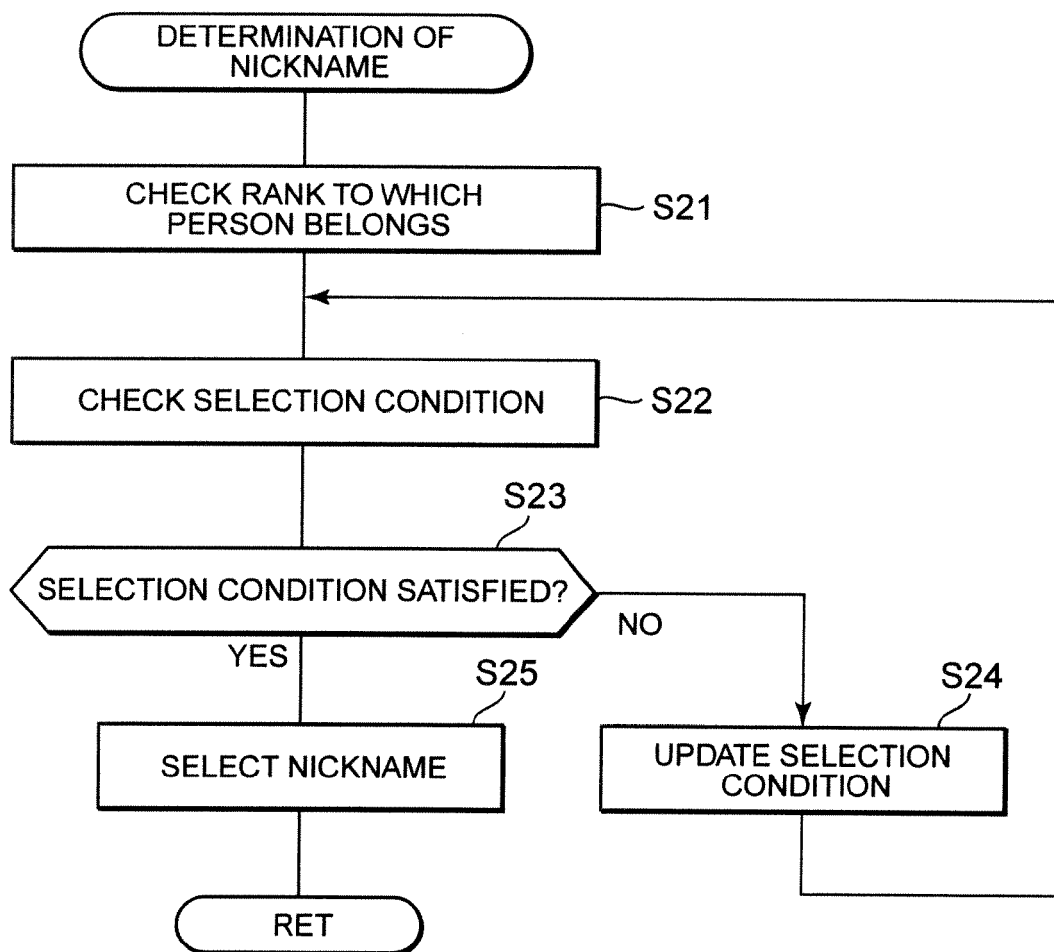 DETERMINATION OF
NICKNAME
CHECK RANK TO WHICH
PERSON BELONGS
S21
CHECK SELECTION CONDITION
S22
S23
SELECTION CONDITION SATISFIED?
NO
YES
S25
S24
SELECT NICKNAME
UPDATE SELECTION
CONDITION
RET